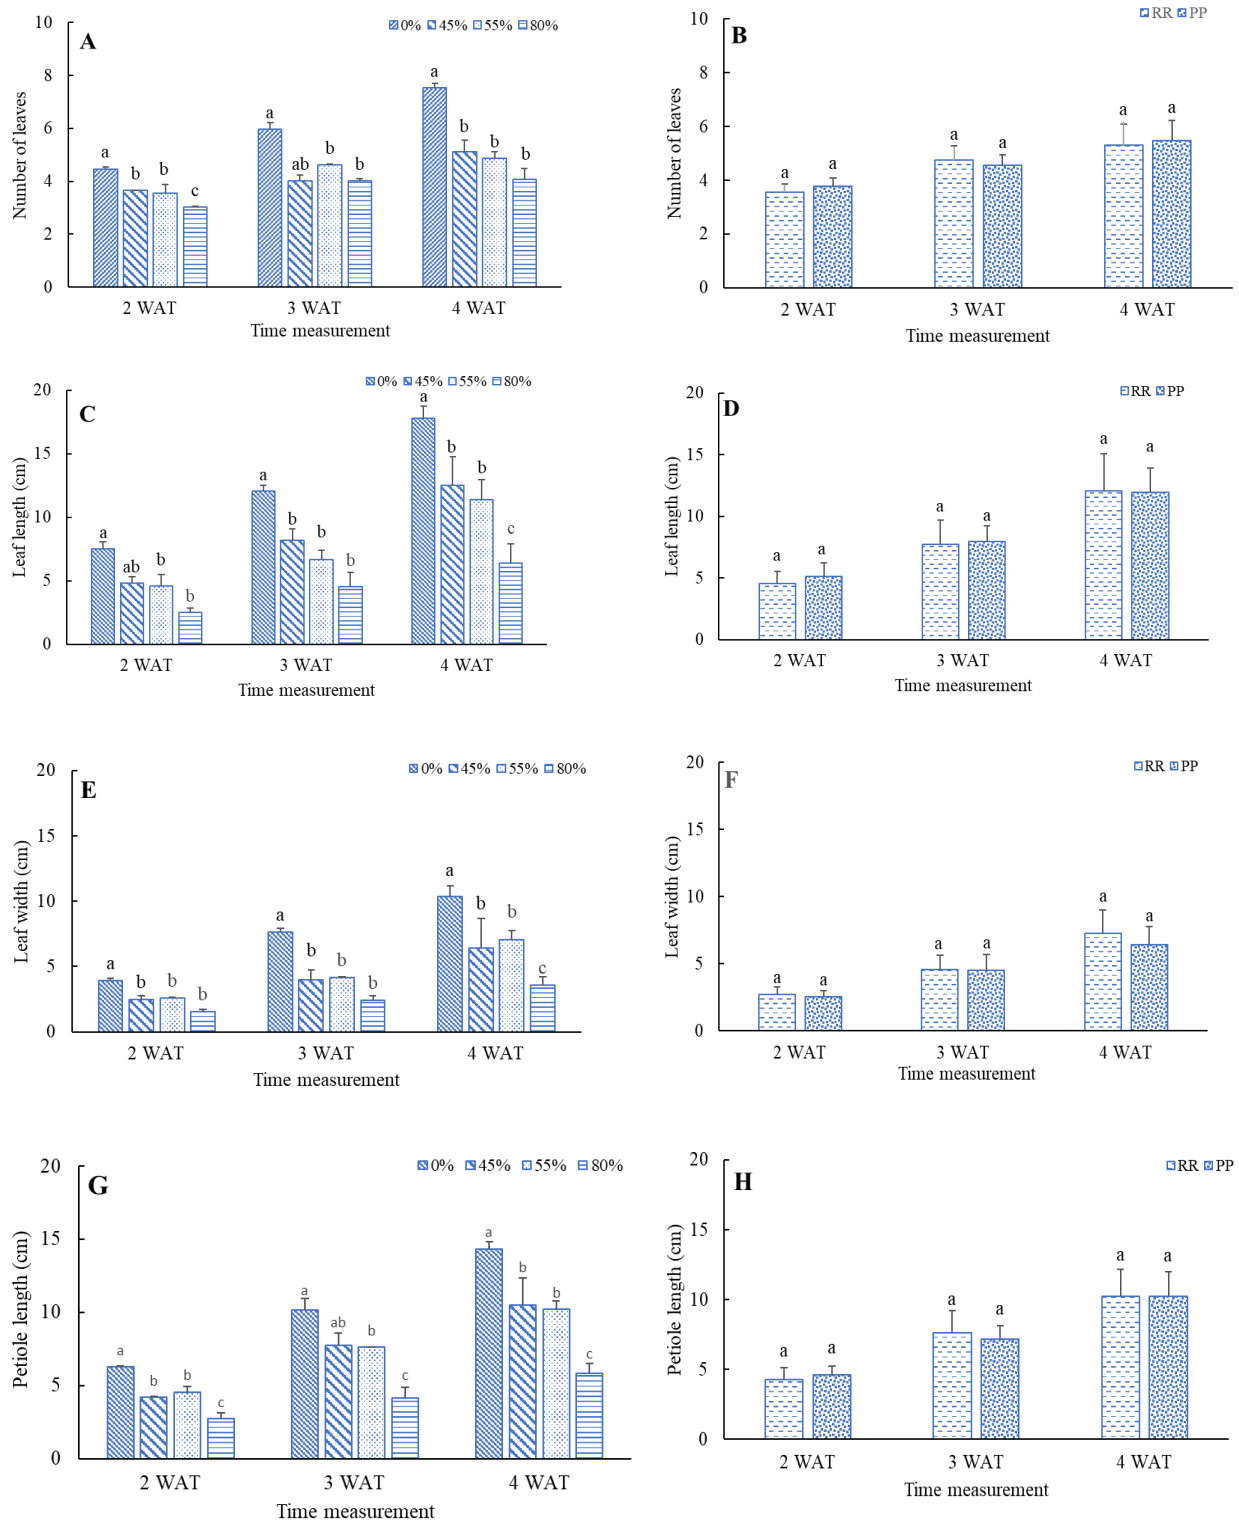 A
0% 45% 55% 80%
Number of leaves
10
8
6
4
2
0
a b b c
a ab b b
a b b b
2 WAT 3 WAT 4 WAT
Time measurement
B
RR PP
Number of leaves
10
8
6
4
2
0
a a
a a
a a
2 WAT 3 WAT 4 WAT
Time measurement
C
0% 45% 55% 80%
Leaf length (cm)
20
15
10
5
0
a ab b b
a b b b
a b b c
2 WAT 3 WAT 4 WAT
Time measurement
D
RR PP
Leaf length (cm)
20
15
10
5
0
a a
a a
a a
2 WAT 3 WAT 4 WAT
Time measurement
E
0% 45% 55% 80%
Leaf width (cm)
20
15
10
5
0
a b b b
a b b b
a b b c
2 WAT 3 WAT 4 WAT
Time measurement
F
RR PP
Leaf width (cm)
20
15
10
5
0
a a
a a
a a
2 WAT 3 WAT 4 WAT
Time measurement
G
0% 45% 55% 80%
Petiole length (cm)
20
15
10
5
0
a b b c
a ab b c
a b b c
2 WAT 3 WAT 4 WAT
Time measurement
H
RR PP
Petiole length (cm)
20
15
10
5
0
a a
a a
a a
2 WAT 3 WAT 4 WAT
Time measurement